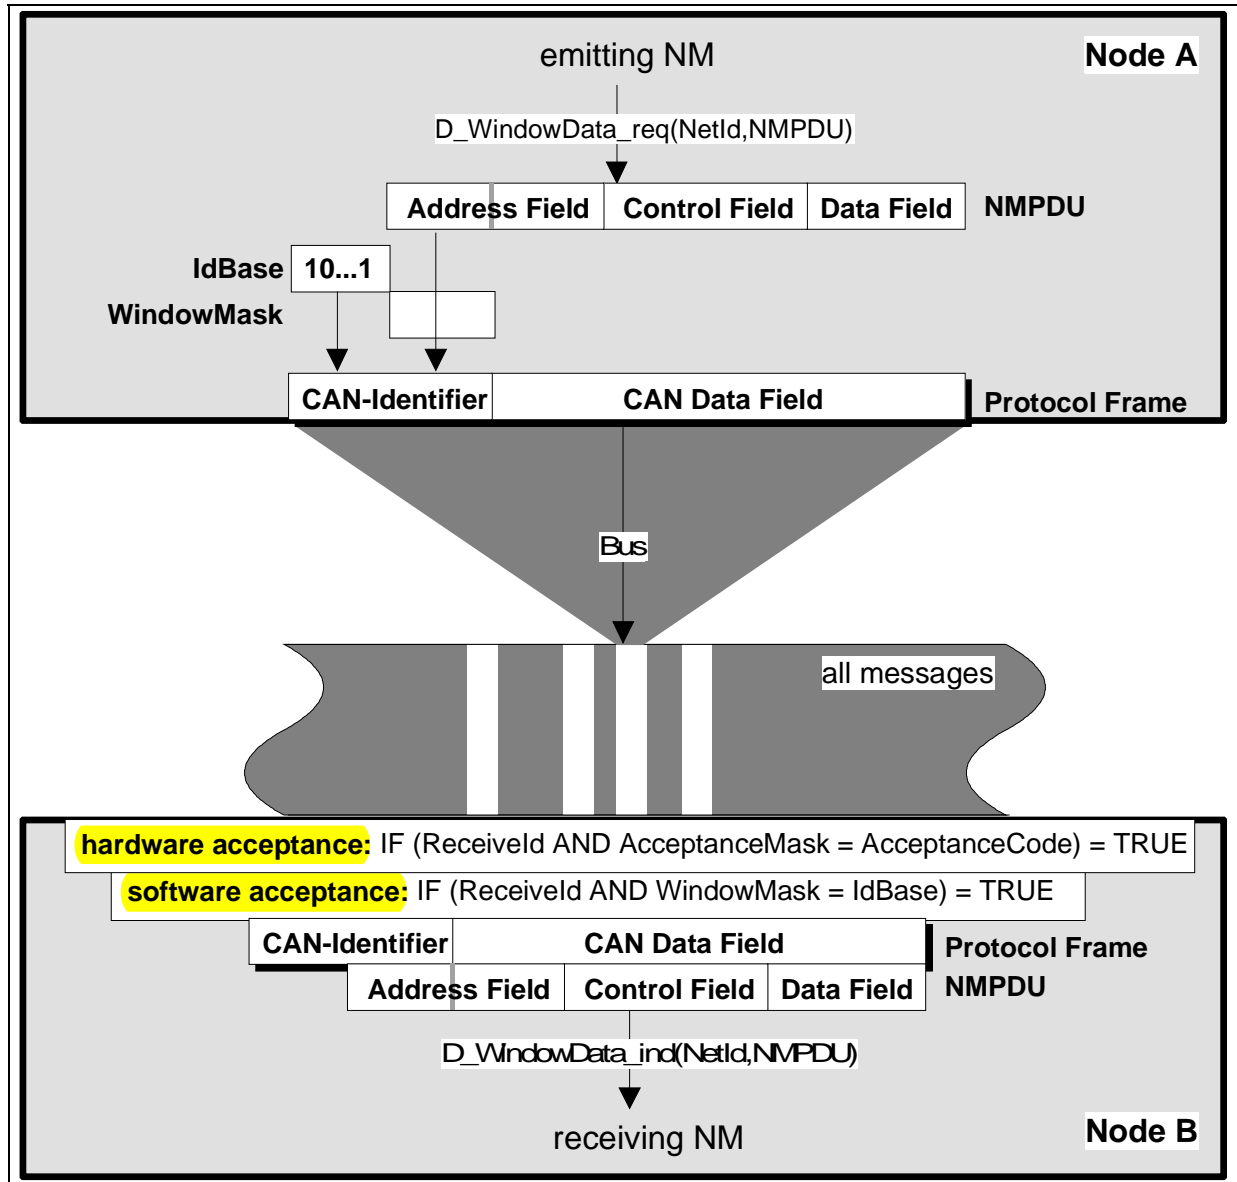 emitting NM
Node A
D_WindowData_req(NetId,NMPDU)
Address Field Control Field Data Field NMPDU
IdBase 10...1
WindowMask
CAN-Identifier CAN Data Field Protocol Frame
Bus
all messages
hardware acceptance: IF (ReceiveId AND AcceptanceMask = AcceptanceCode) = TRUE
software acceptance: IF (ReceiveId AND WindowMask = IdBase) = TRUE
CAN-Identifier CAN Data Field Protocol Frame
Address Field Control Field Data Field NMPDU
D_WindowData_ind(NetId,NMPDU)
receiving NM
Node B